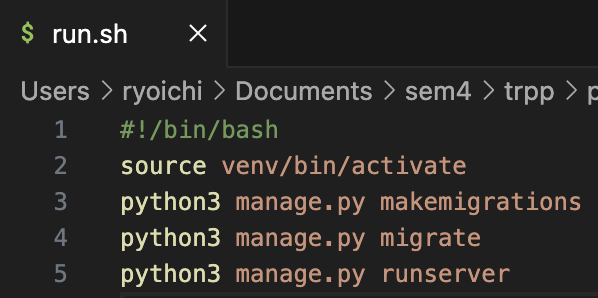 $ run.sh ×
Users > ryoichi > Documents > sem4 > trpp > p
1 #!/bin/bash
2 source venv/bin/activate
3 python3 manage.py makemigrations
4 python3 manage.py migrate
5 python3 manage.py runserver